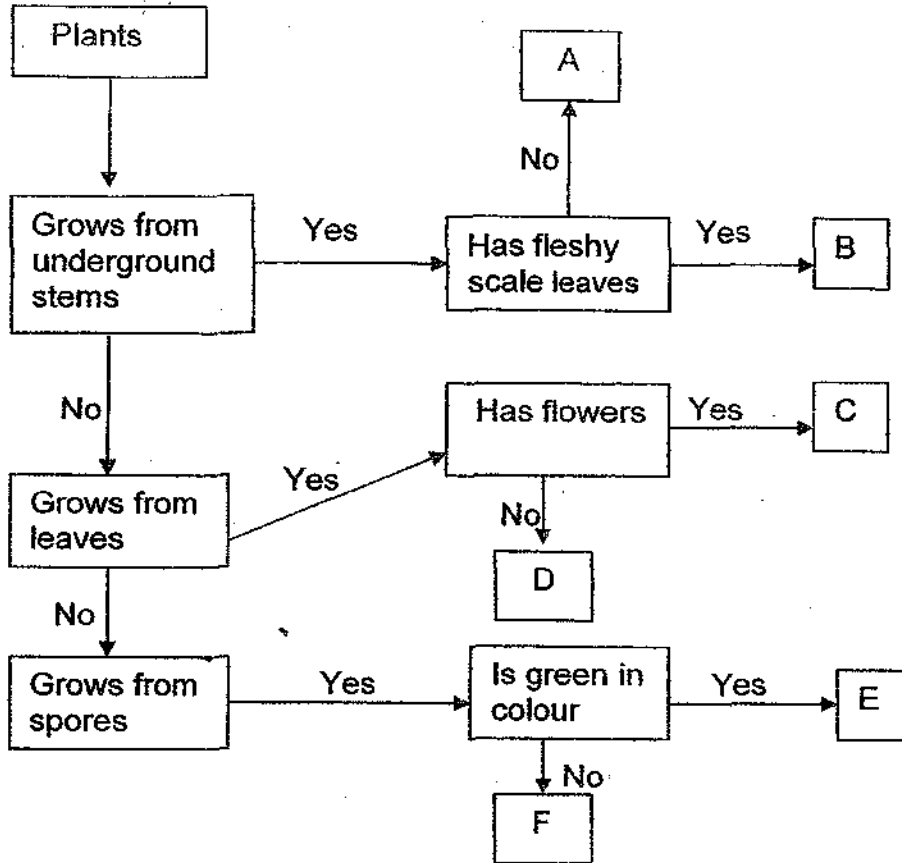 Plants
A
No
Grows from
underground
stems
Yes
Has fleshy
scale leaves
Yes
B
No
Has flowers
Yes
C
Grows from
leaves
Yes
No
D
No
Grows from
spores
Yes
Is green in
colour
Yes
E
No
F